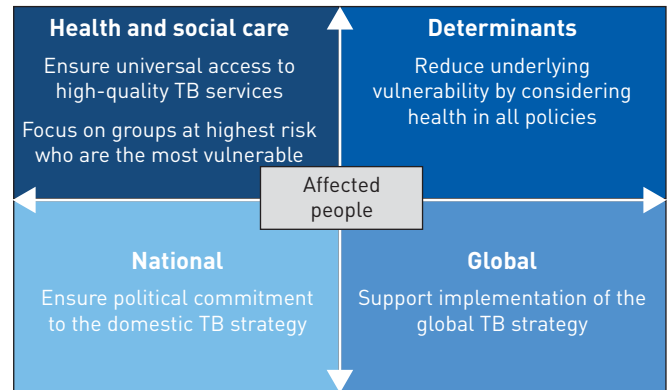 Health and social care
Ensure universal access to
high-quality TB services
Focus on groups at highest risk
who are the most vulnerable
Determinants
Reduce underlying
vulnerability by considering
health in all policies
Affected
people
National
Ensure political commitment
to the domestic TB strategy
Global
Support implementation of the
global TB strategy